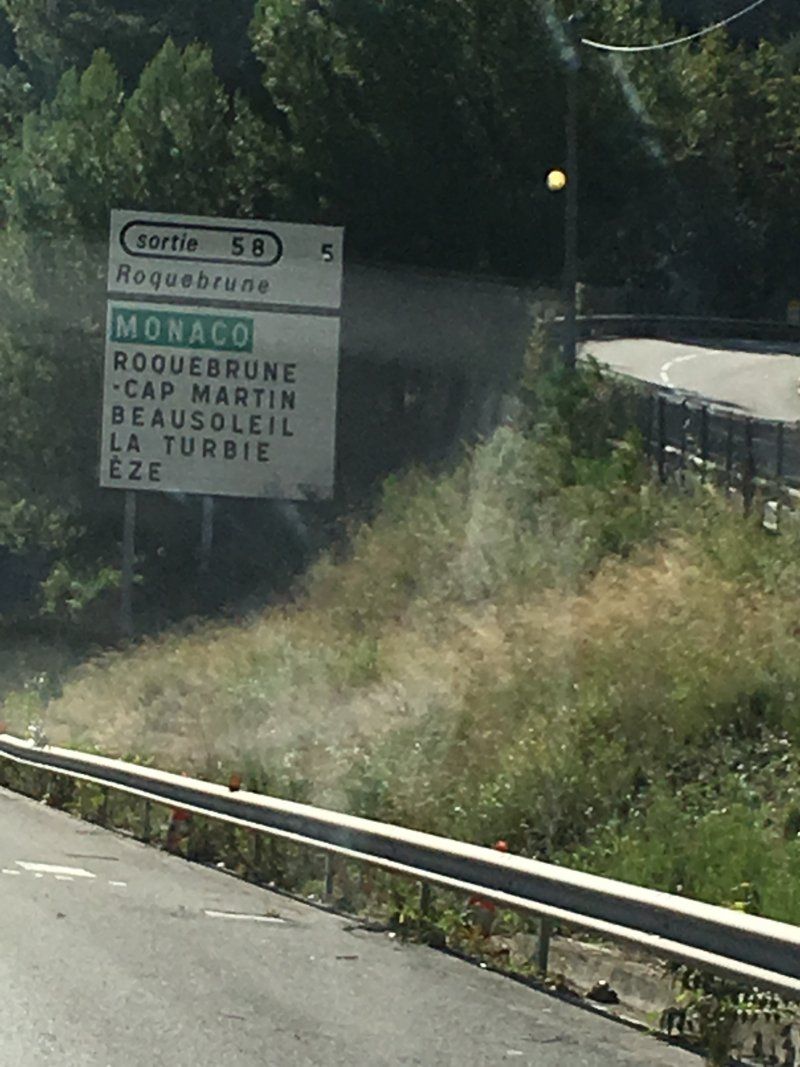 sortie 58 5
Roquebrune
MONACO
ROQUEBRUNE
-CAP MARTIN
BEAUSOLEIL
LA TURBIE
ÈZE